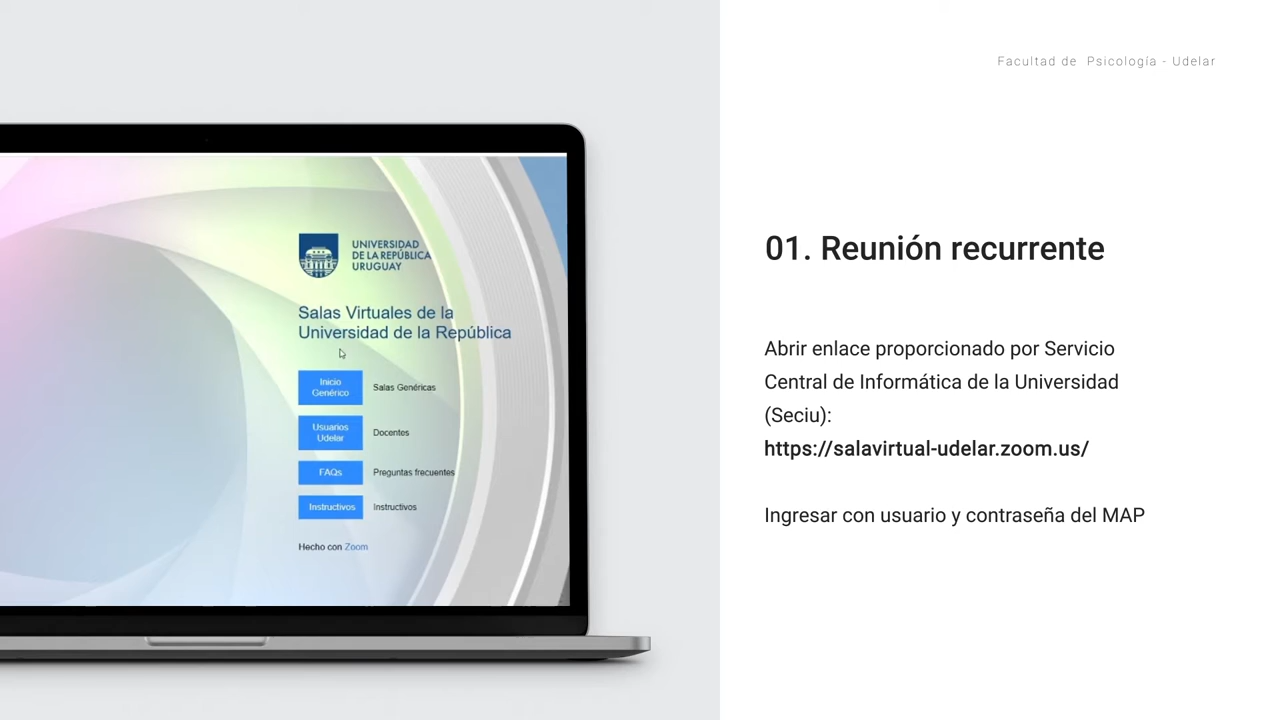 Facultad de Psicología - Udelar
UNIVERSIDAD
DE LA REPÚBLICA
URUGUAY
Salas Virtuales de la
Universidad de la República
Inicio
Genérico
Salas Genéricas
Usuarios
Udelar
Docentes
FAQs
Preguntas frecuentes
Instructivos
Instructivos
Hecho con Zoom
01. Reunión recurrente
Abrir enlace proporcionado por Servicio
Central de Informática de la Universidad
(Seciu):
https://salavirtual-udelar.zoom.us/
Ingresar con usuario y contraseña del MAP